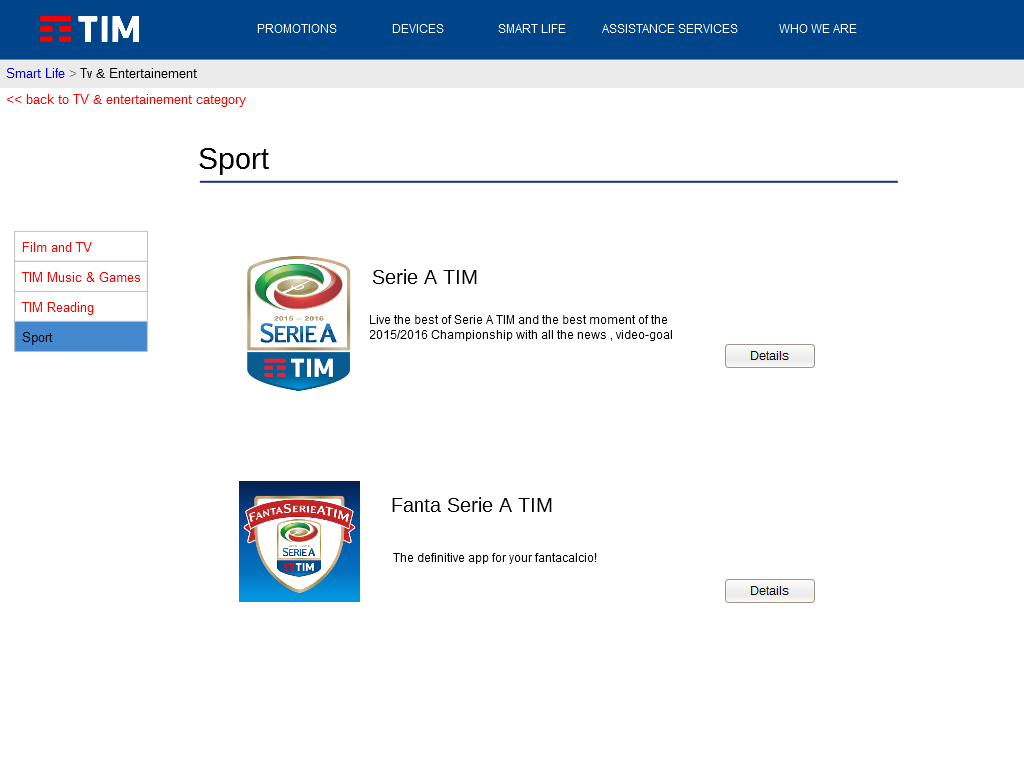 TIM
PROMOTIONS DEVICES SMART LIFE ASSISTANCE SERVICES WHO WE ARE
Smart Life > Tv & Entertainement
<< back to TV & entertainement category
Sport
Film and TV
TIM Music & Games
TIM Reading
Sport
2015 – 2016
SERIE A
TIM
Serie A TIM
Live the best of Serie A TIM and the best moment of the
2015/2016 Championship with all the news , video-goal
Details
FANTASERIEATIM
SERIE A
TIM
Fanta Serie A TIM
The definitive app for your fantacalcio!
Details